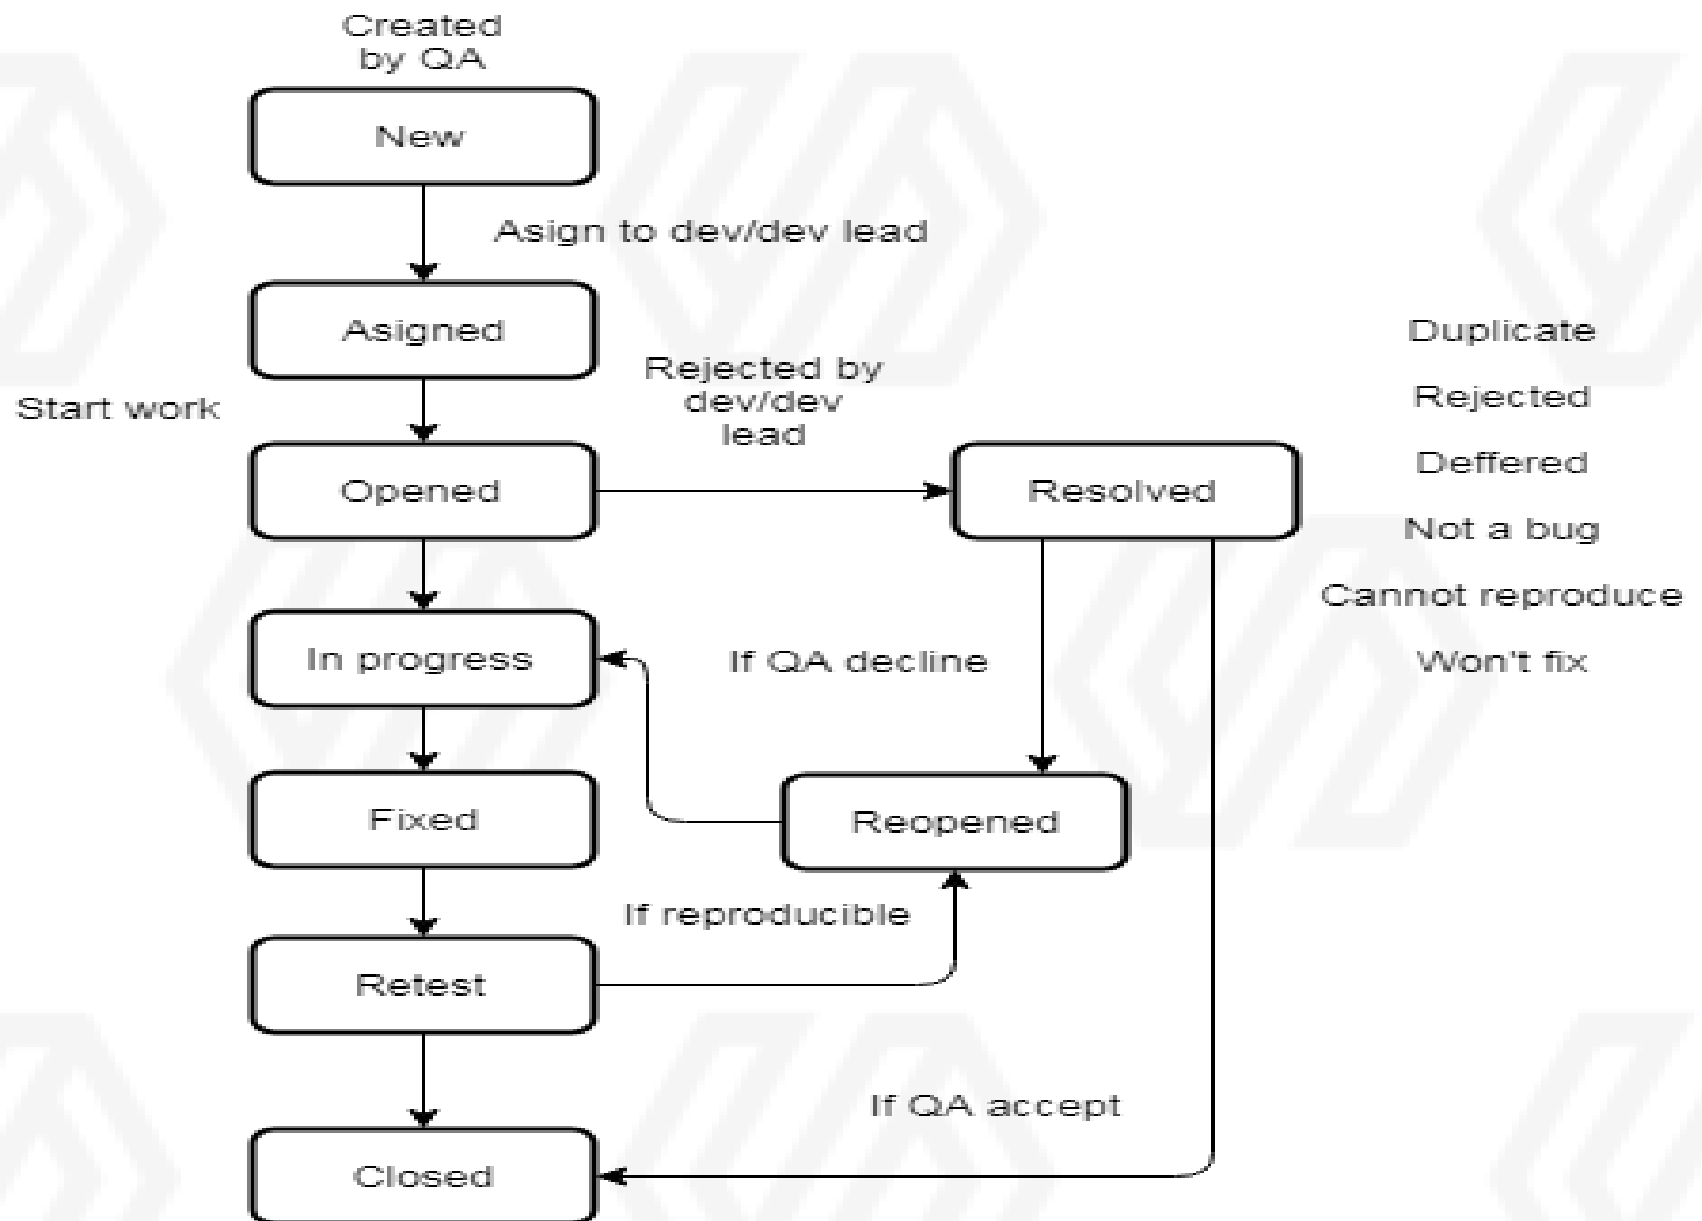 Created
by QA
New
Asign to dev/dev lead
Asigned
Start work
Rejected by
dev/dev
lead
Opened
Resolved
Duplicate
Rejected
Deffered
Not a bug
Cannot reproduce
Won't fix
In progress
If QA decline
Fixed
Reopened
If reproducible
Retest
If QA accept
Closed